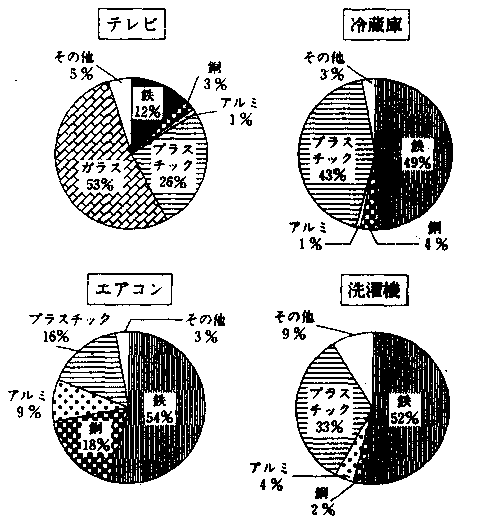 テレビ
その他
5%
鉄
12%
銅
3%
アルミ
1%
プラス
チック
26%
ガラス
53%
冷蔵庫
その他
3%
プラス
チック
43%
鉄
49%
アルミ
1%
銅
4%
エアコン
プラスチック
16%
その他
3%
アルミ
9%
鉄
54%
銅
18%
洗濯機
その他
9%
プラス
チック
33%
鉄
52%
アルミ
4%
銅
2%